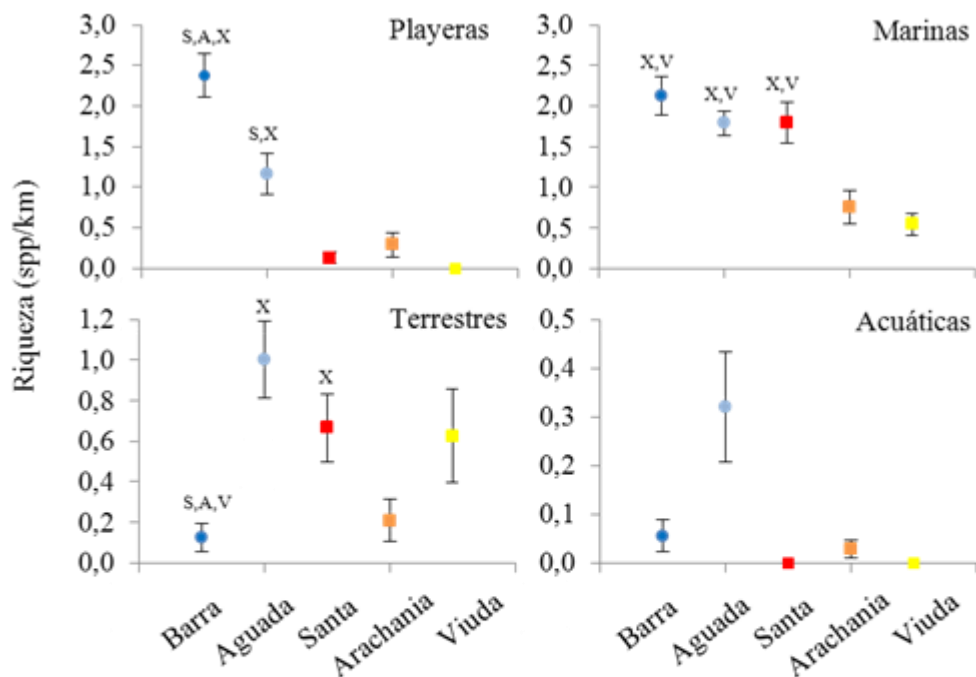 Riqueza (spp/km)
Playeras
3,0
2,5
2,0
1,5
1,0
0,5
0,0
S,A,X
S,X
Marinas
3,0
2,5
2,0
1,5
1,0
0,5
0,0
X,V
X,V
X,V
Terrestres
1,2
1,0
0,8
0,6
0,4
0,2
0,0
S,A,V
X
X
Acuáticas
0,5
0,4
0,3
0,2
0,1
0,0
Barra
Aguada
Santa
Arachania
Viuda
Barra
Aguada
Santa
Arachania
Viuda